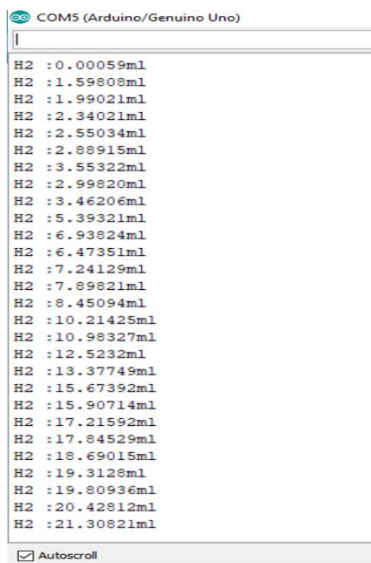 COM5 (Arduino/Genuino Uno)
H2 :0.00059ml
H2 :1.59808ml
H2 :1.99021ml
H2 :2.34021ml
H2 :2.55034ml
H2 :2.88915ml
H2 :3.55322ml
H2 :2.99820ml
H2 :3.46206ml
H2 :5.39321ml
H2 :6.93824ml
H2 :6.47351ml
H2 :7.24129ml
H2 :7.89821ml
H2 :8.45094ml
H2 :10.21425ml
H2 :10.98327ml
H2 :12.5232ml
H2 :13.37749ml
H2 :15.67392ml
H2 :15.90714ml
H2 :17.21592ml
H2 :17.84529ml
H2 :18.69015ml
H2 :19.3128ml
H2 :19.80936ml
H2 :20.42812ml
H2 :21.30821ml
Autoscroll